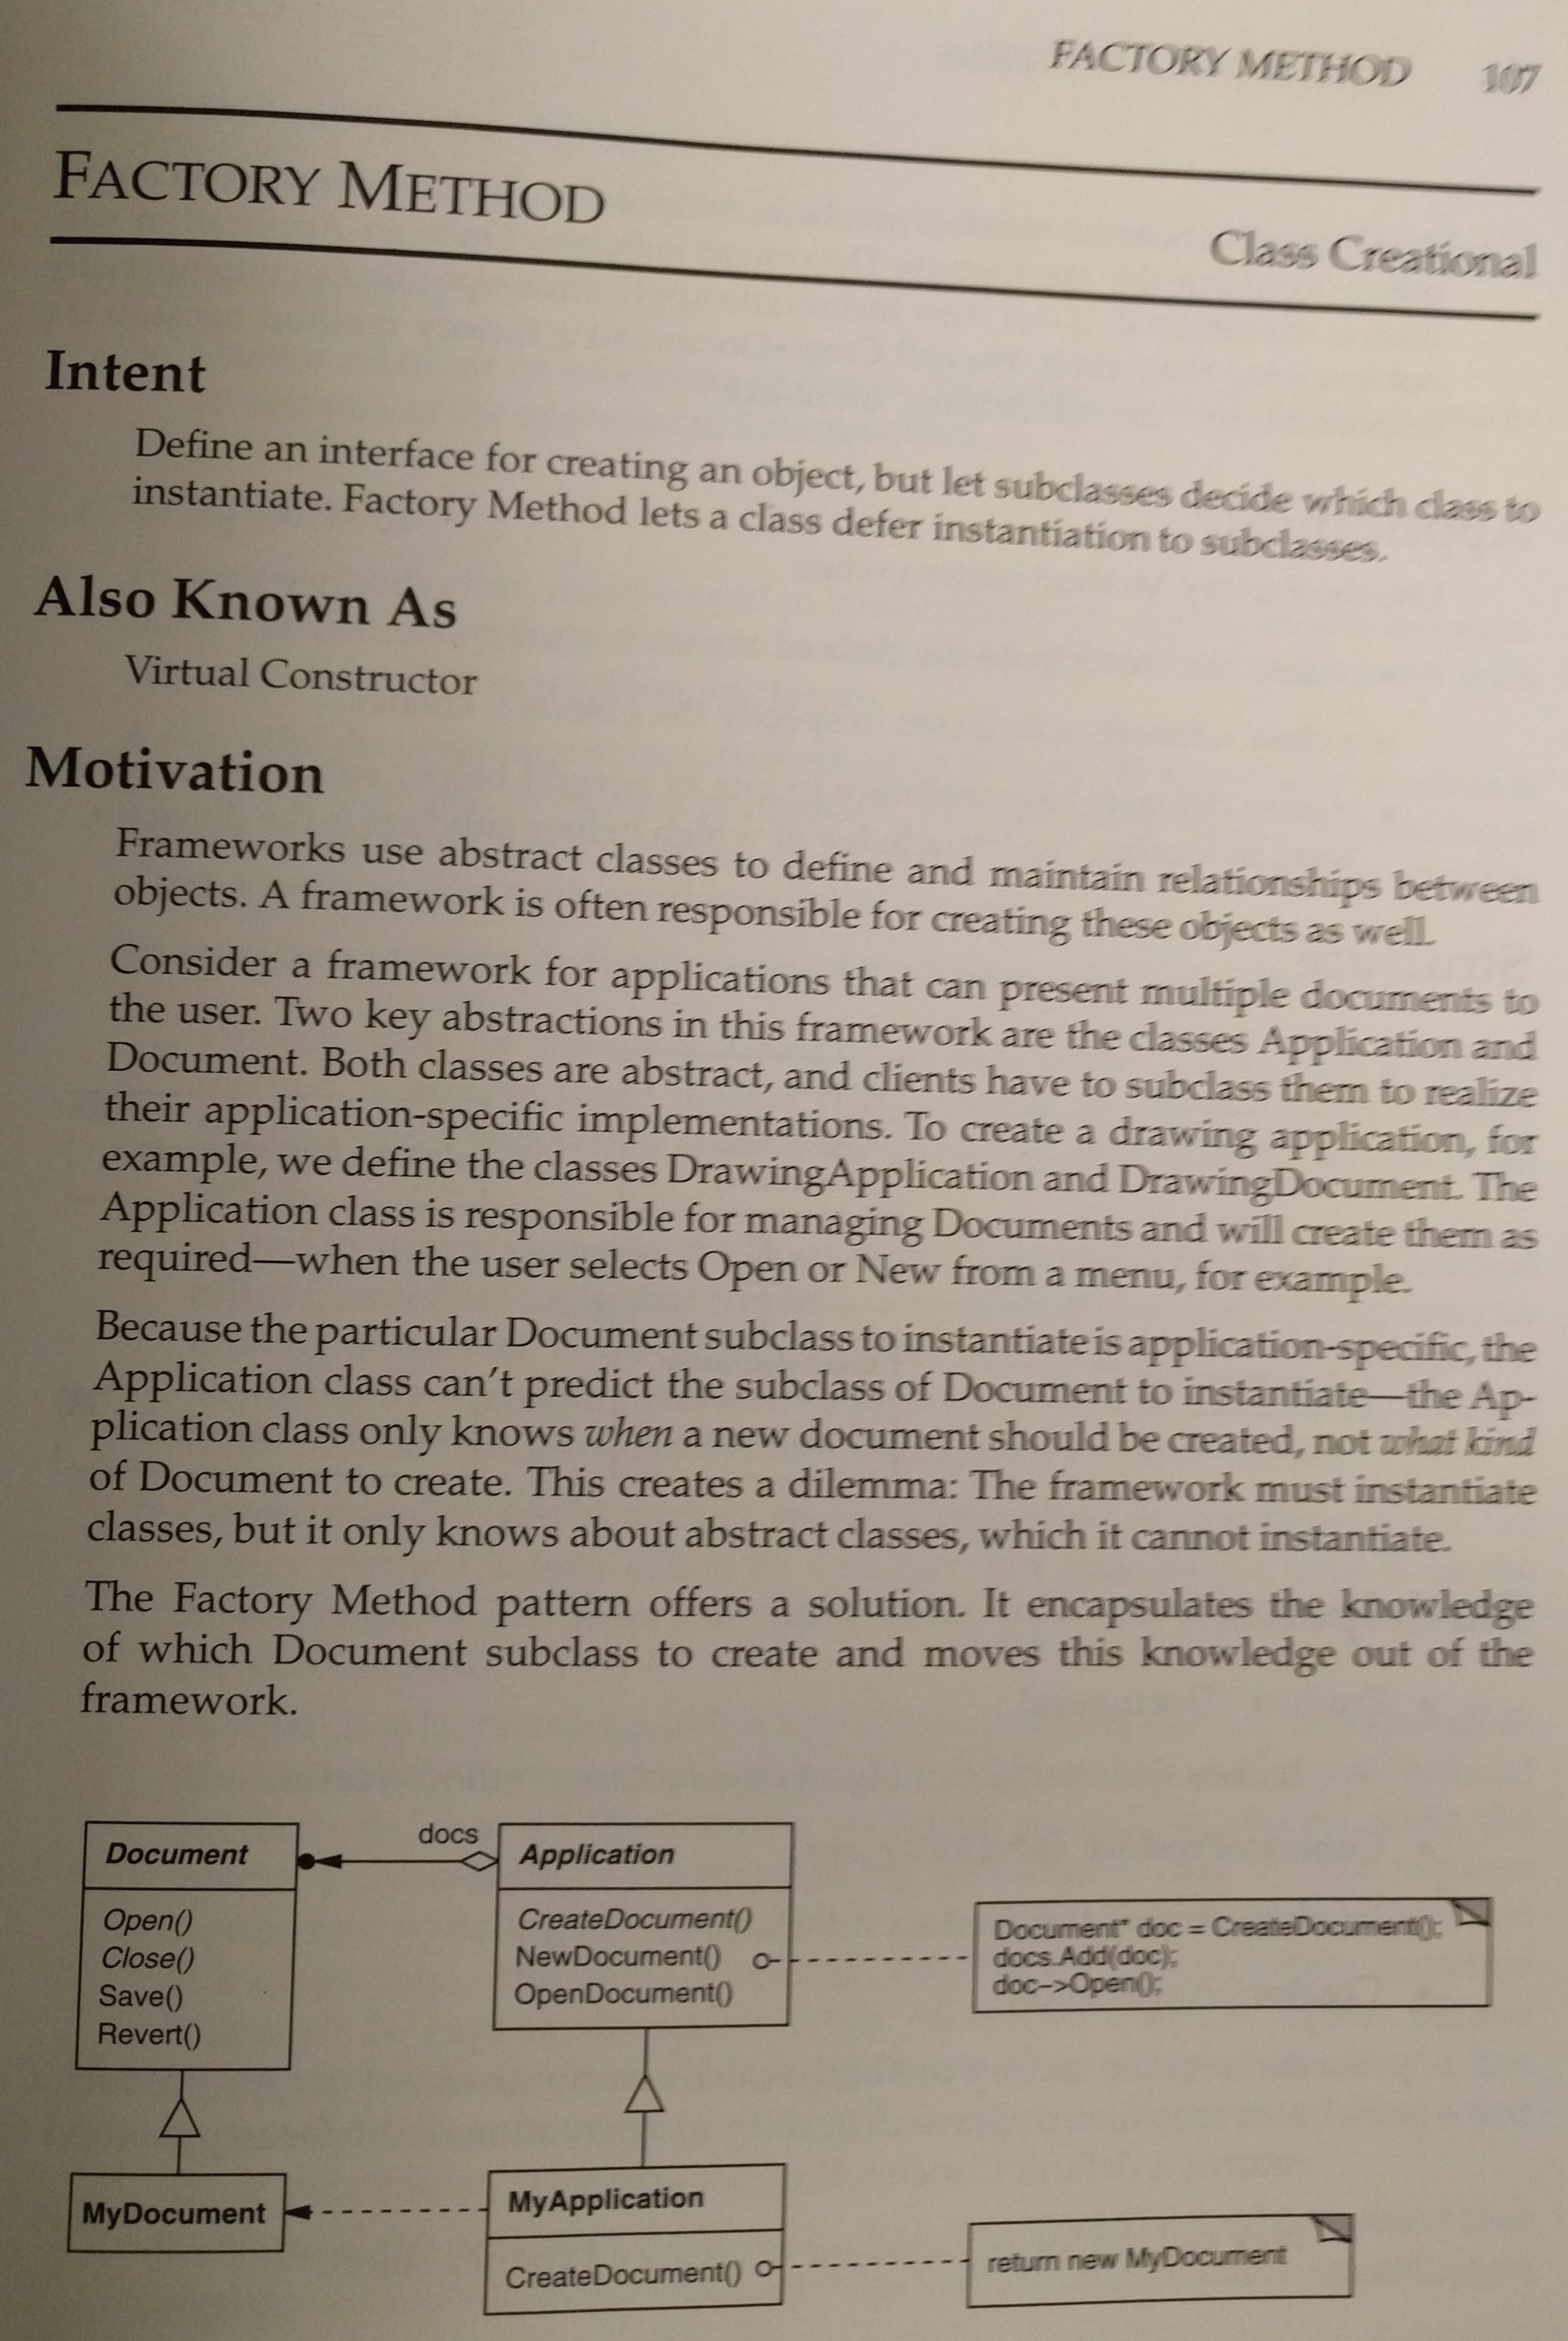 FACTORY METHOD 107
FACTORY METHOD
Class Creational
Intent
Define an interface for creating an object, but let subclasses decide which class to
instantiate. Factory Method lets a class defer instantiation to subclasses.
Also Known As
Virtual Constructor
Motivation
Frameworks use abstract classes to define and maintain relationships between
objects. A framework is often responsible for creating these objects as well.
Consider a framework for applications that can present multiple documents to
the user. Two key abstractions in this framework are the classes Application and
Document. Both classes are abstract, and clients have to subclass them to realize
their application-specific implementations. To create a drawing application, for
example, we define the classes DrawingApplication and DrawingDocument. The
Application class is responsible for managing Documents and will create them as
required—when the user selects Open or New from a menu, for example.
Because the particular Document subclass to instantiate is application-specific, the
Application class can't predict the subclass of Document to instantiate—the Ap-
plication class only knows when a new document should be created, not what kind
of Document to create. This creates a dilemma: The framework must instantiate
classes, but it only knows about abstract classes, which it cannot instantiate.
The Factory Method pattern offers a solution. It encapsulates the knowledge
of which Document subclass to create and moves this knowledge out of the
framework.
Document
Open()
Close()
Save()
Revert()
docs
Application
CreateDocument()
NewDocument()
OpenDocument()
Document* doc = CreateDocument();
docs.Add(doc);
doc->Open();
MyDocument
MyApplication
CreateDocument()
return new MyDocument